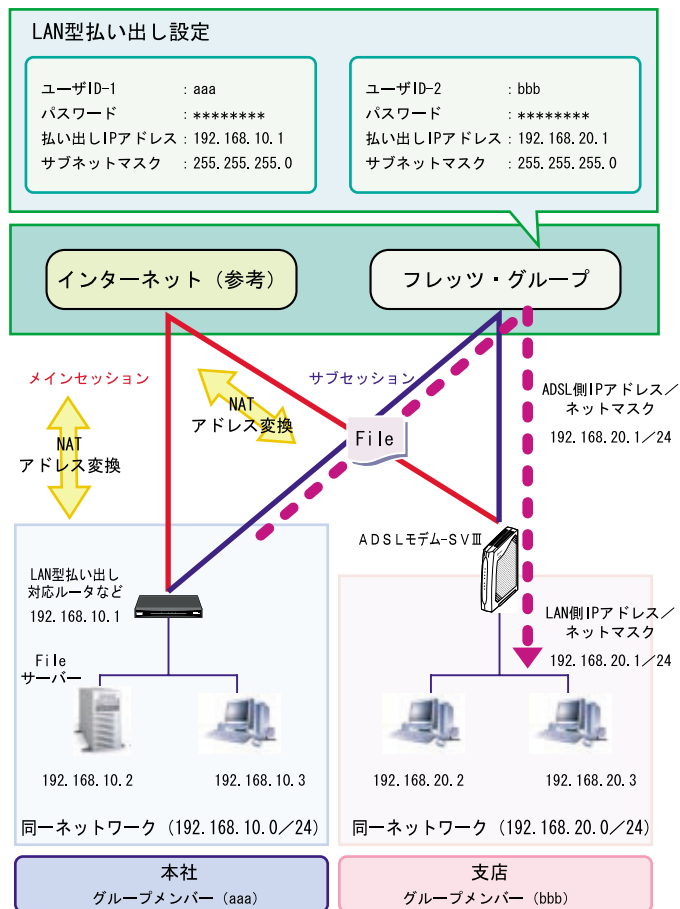 LAN型払い出し設定
ユーザID-1 : aaa
パスワード : ********
払い出しIPアドレス : 192.168.10.1
サブネットマスク : 255.255.255.0
ユーザID-2 : bbb
パスワード : ********
払い出しIPアドレス : 192.168.20.1
サブネットマスク : 255.255.255.0
インターネット（参考）
フレッツ・グループ
メインセッション
サブセッション
NAT
アドレス変換
NAT
アドレス変換
File
ADSL側IPアドレス／
ネットマスク
192.168.20.1／24
ADSLモデム-SVⅢ
LAN型払い出し
対応ルータなど
192.168.10.1
LAN側IPアドレス／
ネットマスク
192.168.20.1／24
File
サーバー
192.168.10.2
192.168.10.3
192.168.20.2
192.168.20.3
同一ネットワーク（192.168.10.0／24）
同一ネットワーク（192.168.20.0／24）
本社
グループメンバー（aaa）
支店
グループメンバー（bbb）